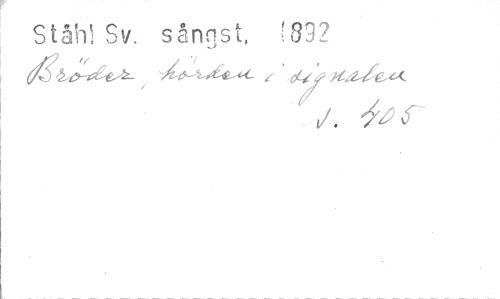 Ståhl Sv. sångst. 1892
Bröder, hörden i signalen
s. 405